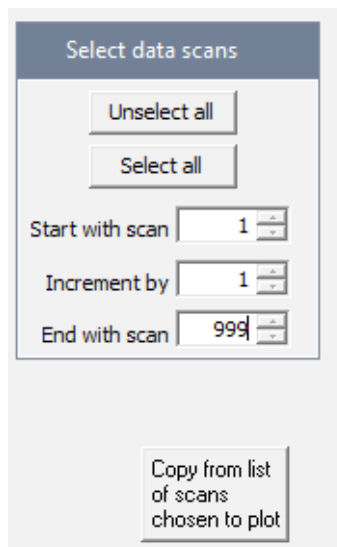 Select data scans
Unselect all
Select all
Start with scan 1
Increment by 1
End with scan 999
Copy from list
of scans
chosen to plot